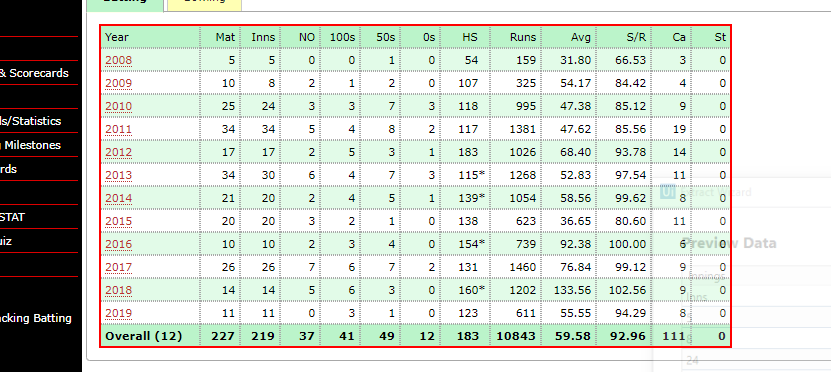 Batting Bowling
Year Mat Inns NO 100s 50s 0s HS Runs Avg S/R Ca St
2008 5 5 0 0 1 0 54 159 31.80 66.53 3 0
& Scorecards
2009 10 8 2 1 2 0 107 325 54.17 84.42 4 0
2010 25 24 3 3 7 3 118 995 47.38 85.12 9 0
ls/Statistics
2011 34 34 5 4 8 2 117 1381 47.62 85.56 19 0
Milestones
2012 17 17 2 5 3 1 183 1026 68.40 93.78 14 0
rds
2013 34 30 6 4 7 3 115* 1268 52.83 97.54 11 0
2014 21 20 2 4 5 1 139* 1054 58.56 99.62 8 0
STAT
2015 20 20 3 2 1 0 138 623 36.65 80.60 11 0
iz
2016 10 10 2 3 4 0 154* 739 92.38 100.00 6 0
Preview Data
2017 26 26 7 6 7 2 131 1460 76.84 99.12 9 0
Innings
2018 14 14 5 6 3 0 160* 1202 133.56 102.56 9 0
Inns
2019 11 11 0 3 1 0 123 611 55.55 94.29 8 0
5
cking Batting
Overall (12) 227 219 37 41 49 12 183 10843 59.58 92.96 111 0
8
24